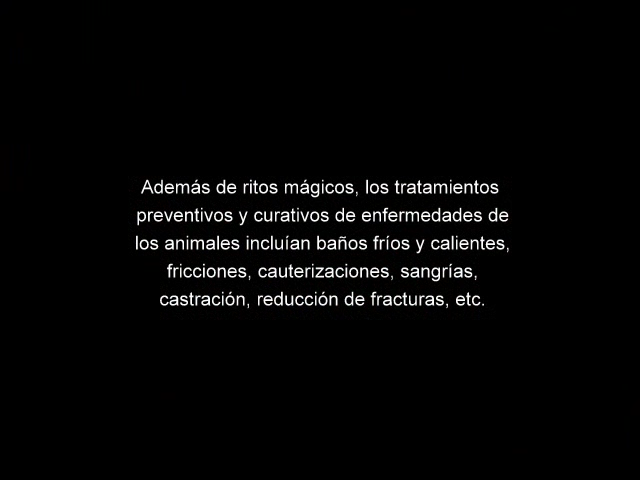 Además de ritos mágicos, los tratamientos
preventivos y curativos de enfermedades de
los animales incluían baños fríos y calientes,
fricciones, cauterizaciones, sangrías,
castración, reducción de fracturas, etc.